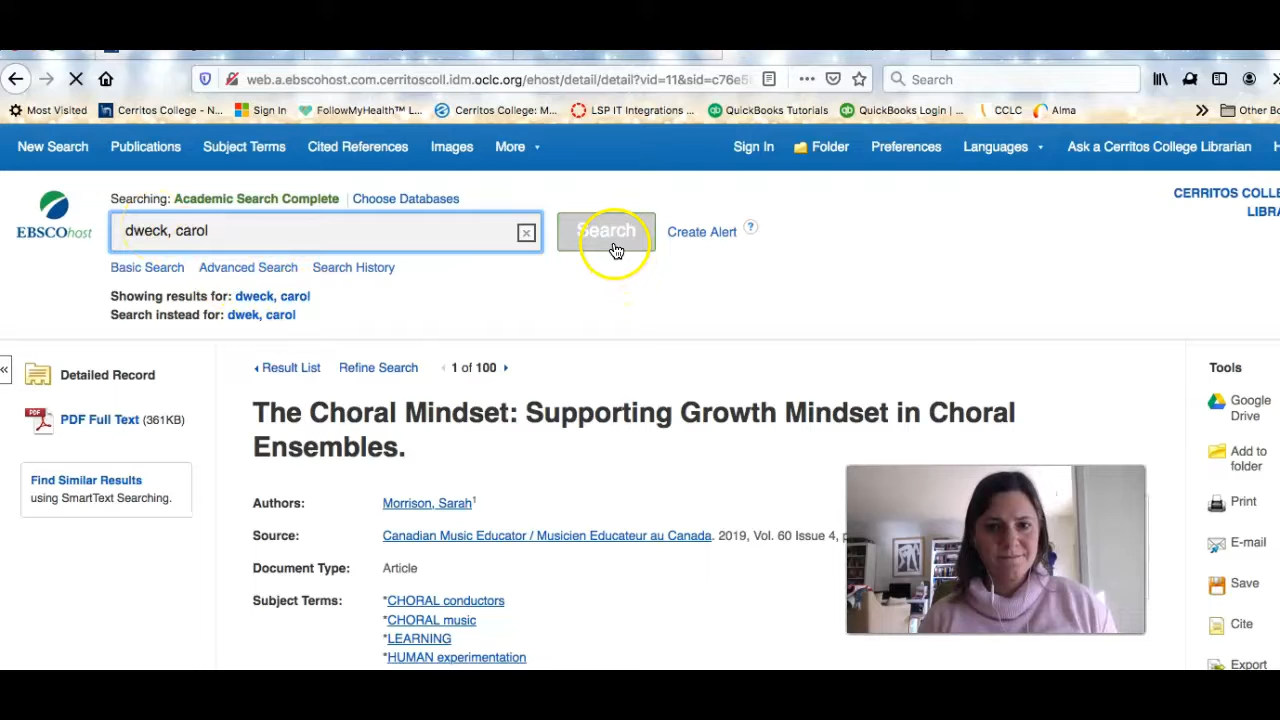 web.a.ebscohost.com.cerritoscoll.idm.oclc.org/ehost/detail/detail?vid=11&sid=c76e5 Search
Most Visited Cerritos College - N... Sign In FollowMyHealth™ L... Cerritos College: M... LSP IT Integrations ... QuickBooks Tutorials QuickBooks Login | ... CCLC Alma Other Bo
New Search Publications Subject Terms Cited References Images More Sign In Folder Preferences Languages Ask a Cerritos College Librarian
CERRITOS COLL
LIBRA
Searching: Academic Search Complete Choose Databases
EBSCOhost dweck, carol Search Create Alert ?
Basic Search Advanced Search Search History
Showing results for: dweck, carol
Search instead for: dwek, carol
Detailed Record
PDF PDF Full Text (361KB)
Find Similar Results
using SmartText Searching.
Result List Refine Search 1 of 100
The Choral Mindset: Supporting Growth Mindset in Choral
Ensembles.
Authors: Morrison, Sarah1
Source: Canadian Music Educator / Musicien Educateur au Canada. 2019, Vol. 60 Issue 4, p
Document Type: Article
Subject Terms: *CHORAL conductors
*CHORAL music
*LEARNING
*HUMAN experimentation
Tools
Google
Drive
Add to
folder
Print
E-mail
Save
Cite
Export